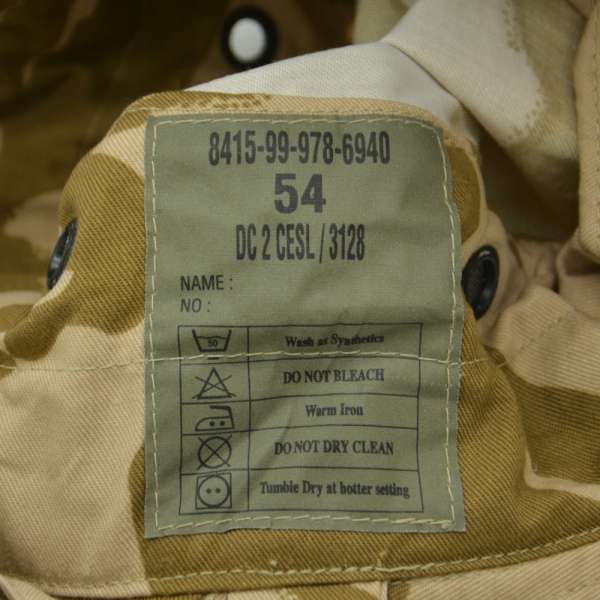 8415-99-978-6940
54
DC 2 CESL / 3128
NAME :
NO :
50 Wash as Synthetics
DO NOT BLEACH
Warm Iron
DO NOT DRY CLEAN
Tumble Dry at hotter setting